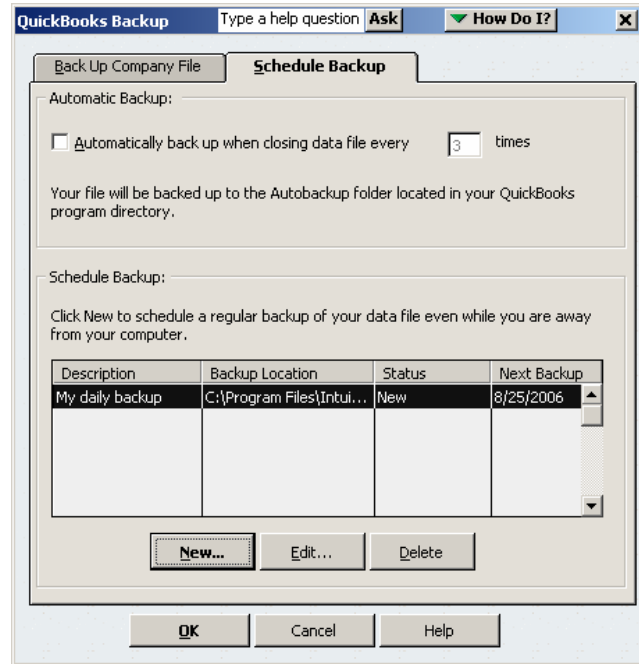 QuickBooks Backup Type a help question Ask How Do I?
Back Up Company File Schedule Backup
Automatic Backup:
Automatically back up when closing data file every 3 times
Your file will be backed up to the Autobackup folder located in your QuickBooks
program directory.
Schedule Backup:
Click New to schedule a regular backup of your data file even while you are away
from your computer.
Description Backup Location Status Next Backup
My daily backup C:\Program Files\Intui... New 8/25/2006
New... Edit... Delete
OK Cancel Help